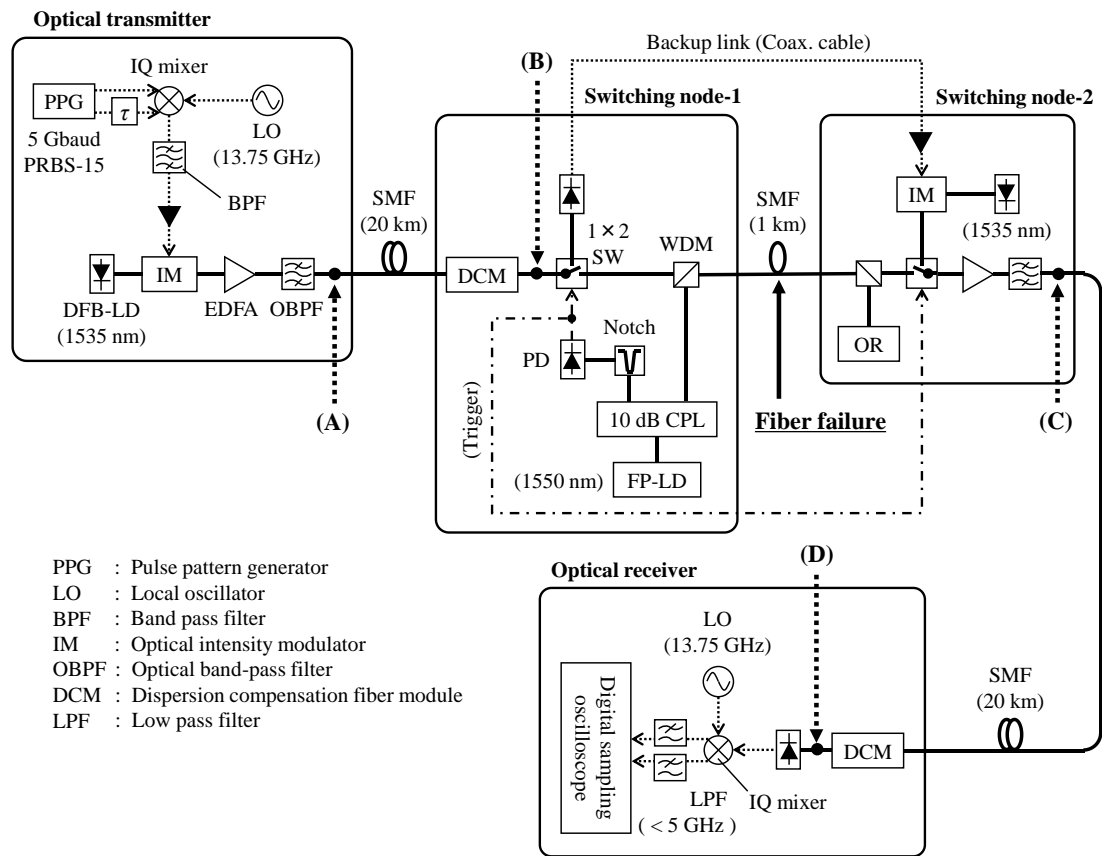 Optical transmitter
IQ mixer
PPG
τ
5 Gbaud
PRBS-15
LO
(13.75 GHz)
BPF
DFB-LD
(1535 nm)
IM
EDFA
OBPF
(A)
SMF
(20 km)
(B)
Backup link (Coax. cable)
Switching node-1
DCM
1 × 2
SW
WDM
PD
Notch
(Trigger)
10 dB CPL
(1550 nm)
FP-LD
SMF
(1 km)
Fiber failure
Switching node-2
IM
(1535 nm)
OR
(C)
PPG : Pulse pattern generator
LO : Local oscillator
BPF : Band pass filter
IM : Optical intensity modulator
OBPF : Optical band-pass filter
DCM : Dispersion compensation fiber module
LPF : Low pass filter
Optical receiver
(D)
LO
(13.75 GHz)
Digital sampling
oscilloscope
LPF
( < 5 GHz )
IQ mixer
DCM
SMF
(20 km)